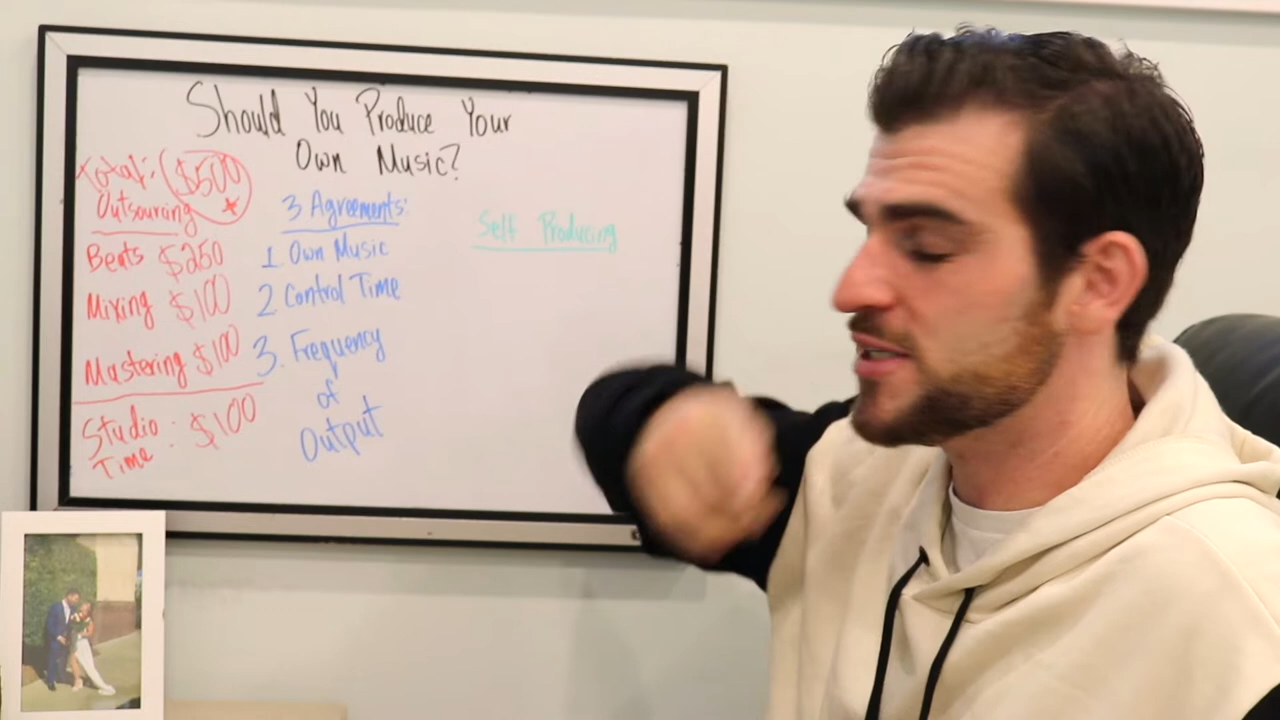 Should You Produce Your
Own Music?
Total: $500
Outsourcing *
Beats $250
Mixing $100
Mastering $100
Studio : $100
Time
3 Agreements:
1. Own Music
2. Control Time
3. Frequency
of
Output
Self Producing